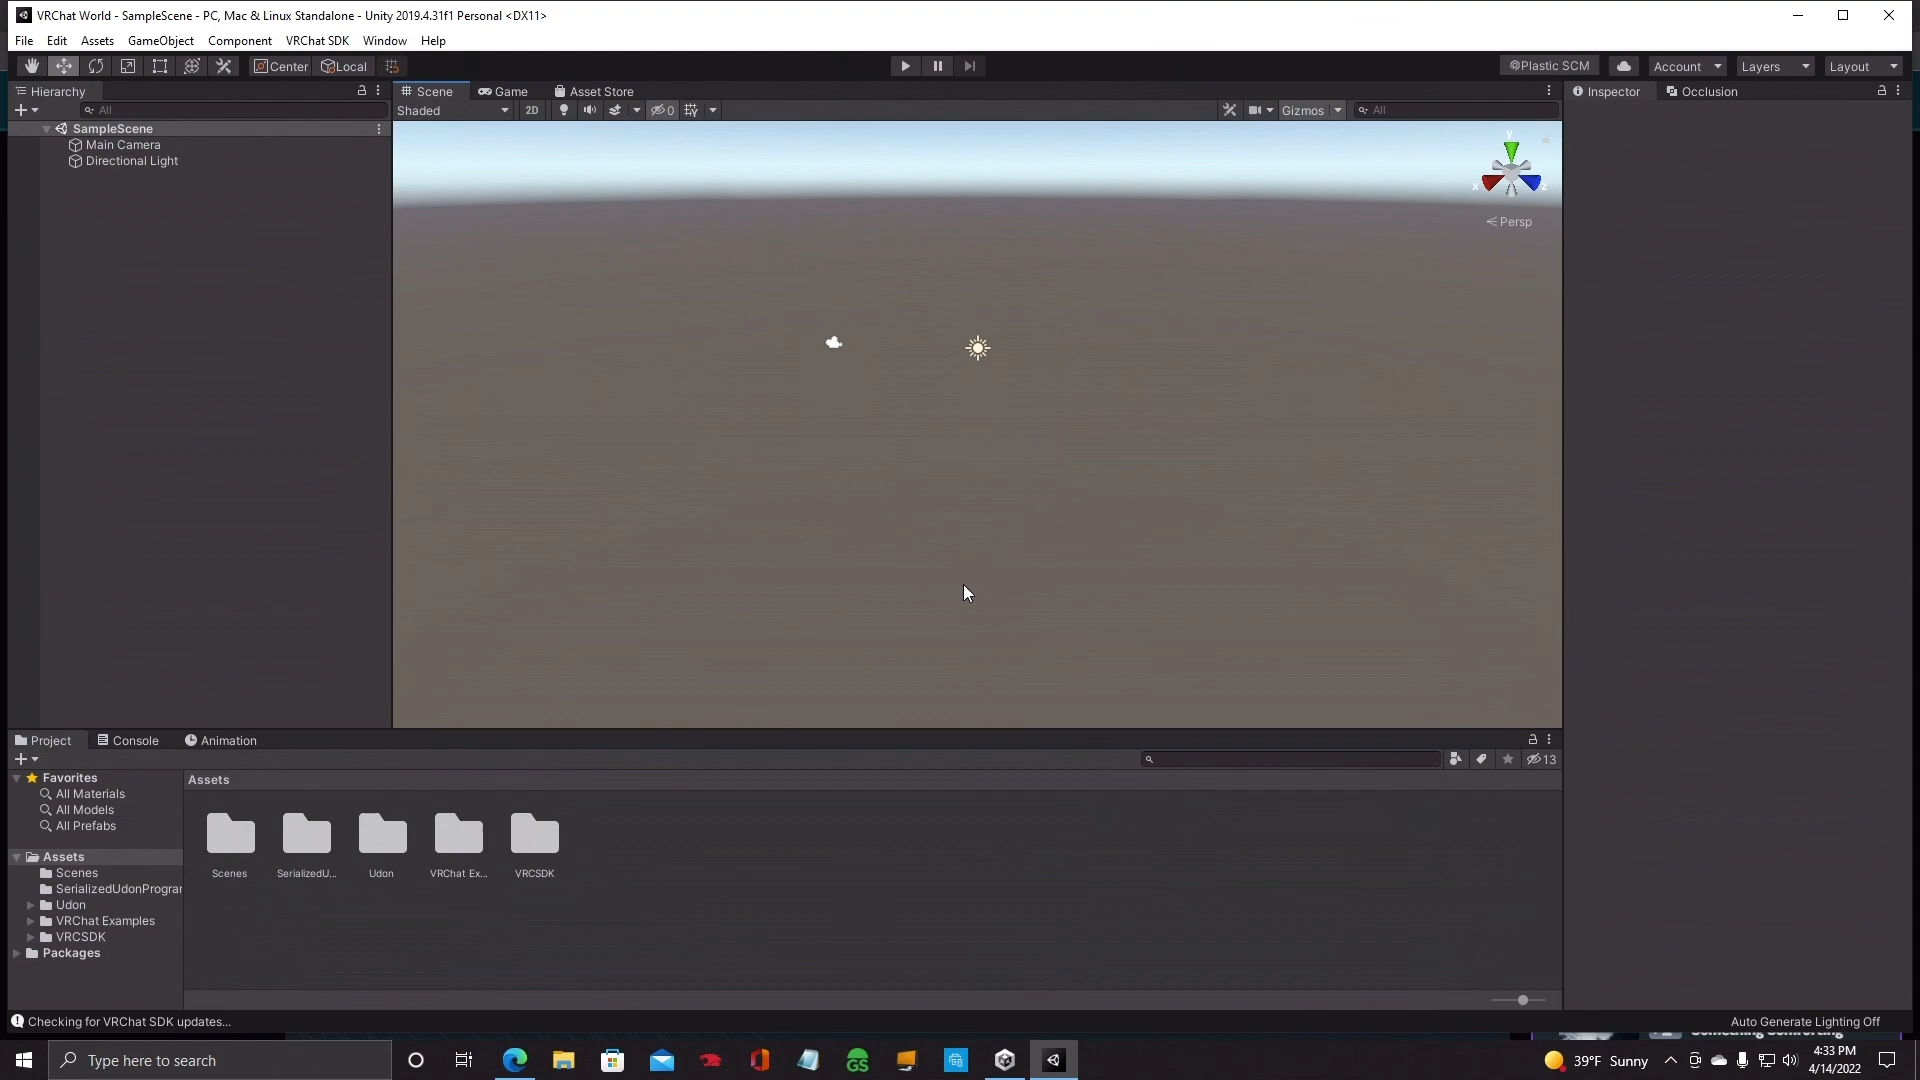 VRChat World - SampleScene - PC, Mac & Linux Standalone - Unity 2019.4.31f1 Personal <DX11>
File Edit Assets GameObject Component VRChat SDK Window Help
Center Local Plastic SCM Account Layers Layout
Hierarchy Scene Game Asset Store Inspector Occlusion
All Shaded 2D 0 Gizmos All
SampleScene
Main Camera
Directional Light
y
x z
Persp
Project Console Animation
13
Favorites
All Materials
All Models
All Prefabs
Assets
Scenes
SerializedUdonProgram
Udon
VRChat Examples
VRCSDK
Packages
Assets
Scenes SerializedU... Udon VRChat Ex... VRCSDK
Checking for VRChat SDK updates...
Auto Generate Lighting Off
Type here to search
GS
39°F Sunny
4:33 PM
4/14/2022